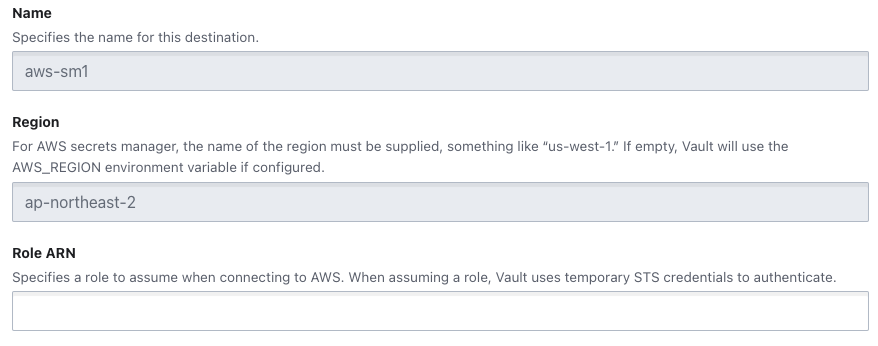 Name
Specifies the name for this destination.
aws-sm1
Region
For AWS secrets manager, the name of the region must be supplied, something like “us-west-1.” If empty, Vault will use the
AWS_REGION environment variable if configured.
ap-northeast-2
Role ARN
Specifies a role to assume when connecting to AWS. When assuming a role, Vault uses temporary STS credentials to authenticate.